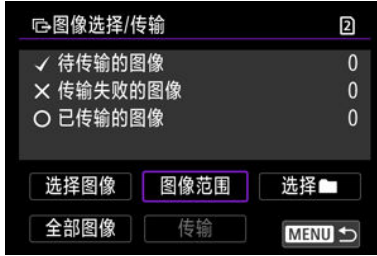 图像选择/传输 2
✓ 待传输的图像 0
✕ 传输失败的图像 0
○ 已传输的图像 0
选择图像 图像范围 选择
全部图像 传输 MENU